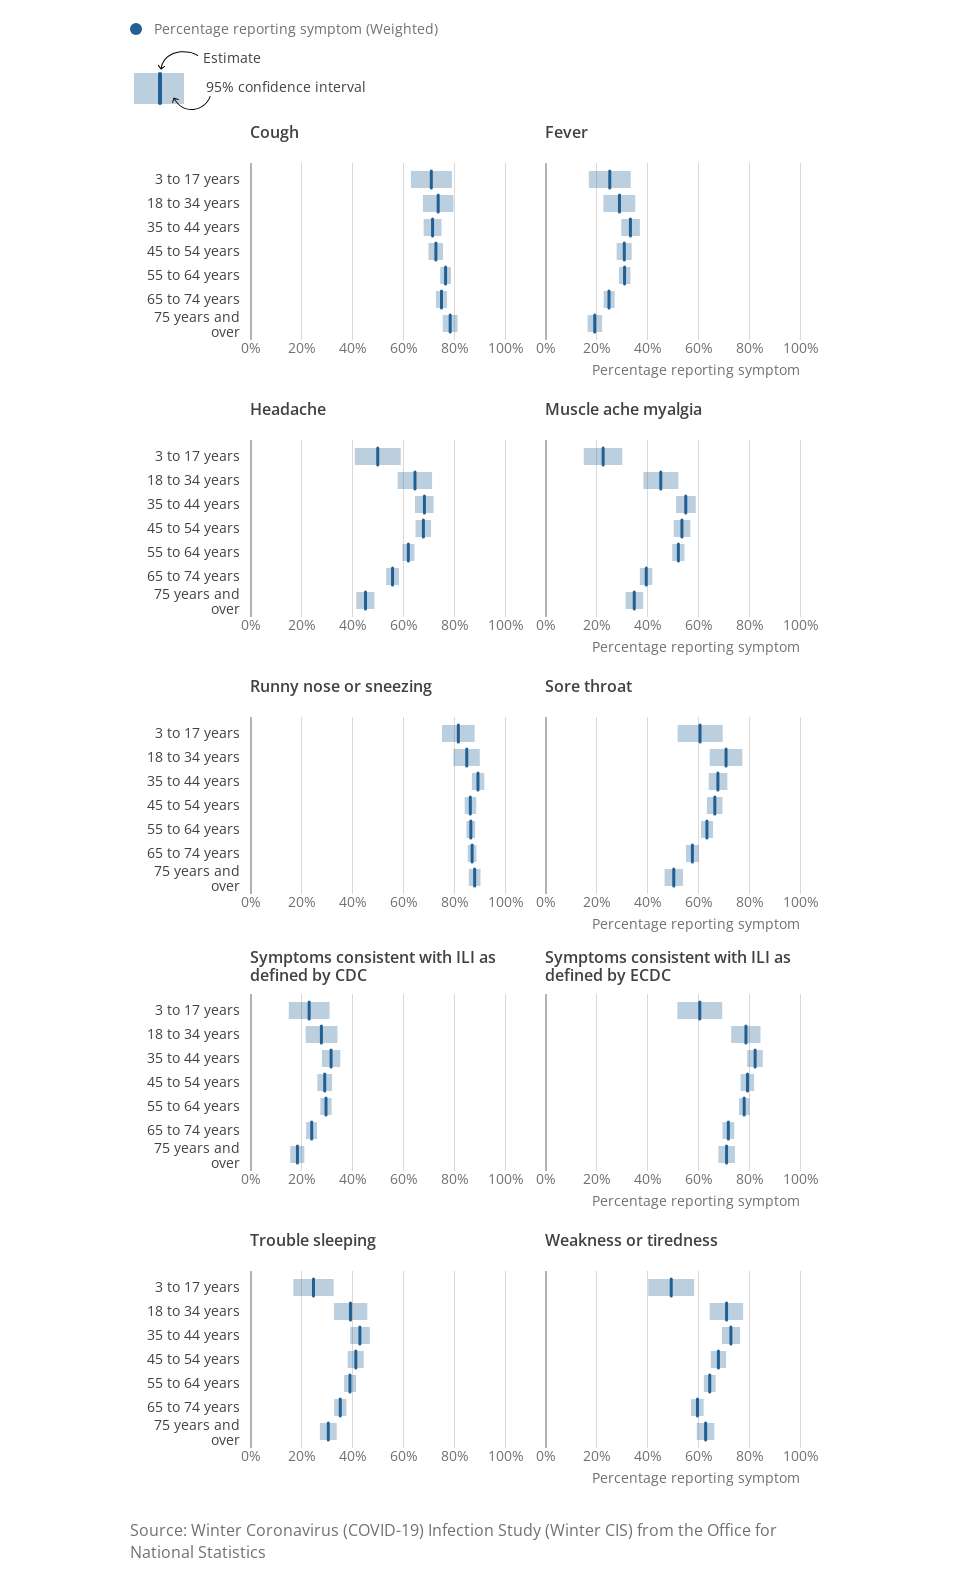 Percentage reporting symptom (Weighted)
Estimate
95% confidence interval
Cough
Fever
3 to 17 years
18 to 34 years
35 to 44 years
45 to 54 years
55 to 64 years
65 to 74 years
75 years and
over
0% 20% 40% 60% 80% 100% 0% 20% 40% 60% 80% 100%
Percentage reporting symptom
Headache
Muscle ache myalgia
3 to 17 years
18 to 34 years
35 to 44 years
45 to 54 years
55 to 64 years
65 to 74 years
75 years and
over
0% 20% 40% 60% 80% 100% 0% 20% 40% 60% 80% 100%
Percentage reporting symptom
Runny nose or sneezing
Sore throat
3 to 17 years
18 to 34 years
35 to 44 years
45 to 54 years
55 to 64 years
65 to 74 years
75 years and
over
0% 20% 40% 60% 80% 100% 0% 20% 40% 60% 80% 100%
Percentage reporting symptom
Symptoms consistent with ILI as
defined by CDC
Symptoms consistent with ILI as
defined by ECDC
3 to 17 years
18 to 34 years
35 to 44 years
45 to 54 years
55 to 64 years
65 to 74 years
75 years and
over
0% 20% 40% 60% 80% 100% 0% 20% 40% 60% 80% 100%
Percentage reporting symptom
Trouble sleeping
Weakness or tiredness
3 to 17 years
18 to 34 years
35 to 44 years
45 to 54 years
55 to 64 years
65 to 74 years
75 years and
over
0% 20% 40% 60% 80% 100% 0% 20% 40% 60% 80% 100%
Percentage reporting symptom
Source: Winter Coronavirus (COVID-19) Infection Study (Winter CIS) from the Office for
National Statistics